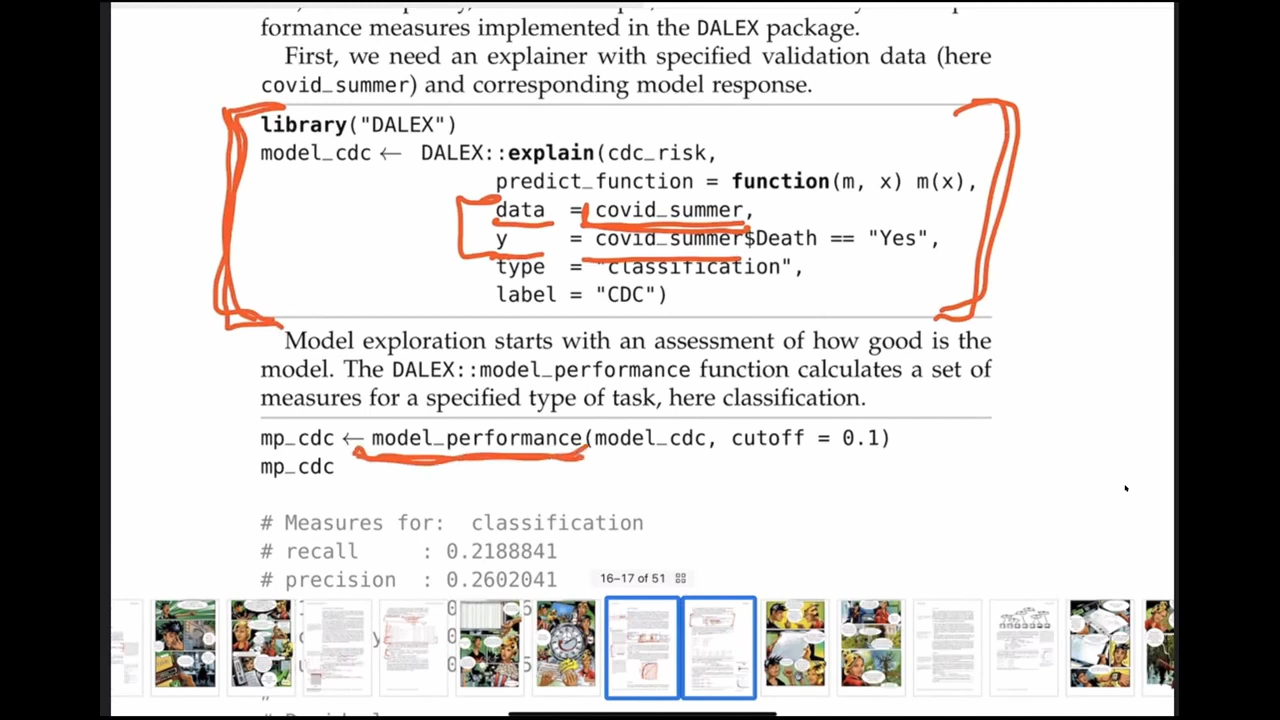 formance measures implemented in the DALEX package.
First, we need an explainer with specified validation data (here
covid_summer) and corresponding model response.
library("DALEX")
model_cdc ← DALEX::explain(cdc_risk,
predict_function = function(m, x) m(x),
data = covid_summer,
y = covid_summer$Death == "Yes",
type = "classification",
label = "CDC")
Model exploration starts with an assessment of how good is the
model. The DALEX::model_performance function calculates a set of
measures for a specified type of task, here classification.
mp_cdc ← model_performance(model_cdc, cutoff = 0.1)
mp_cdc
# Measures for: classification
# recall : 0.2188841
# precision : 0.2602041
16–17 of 51